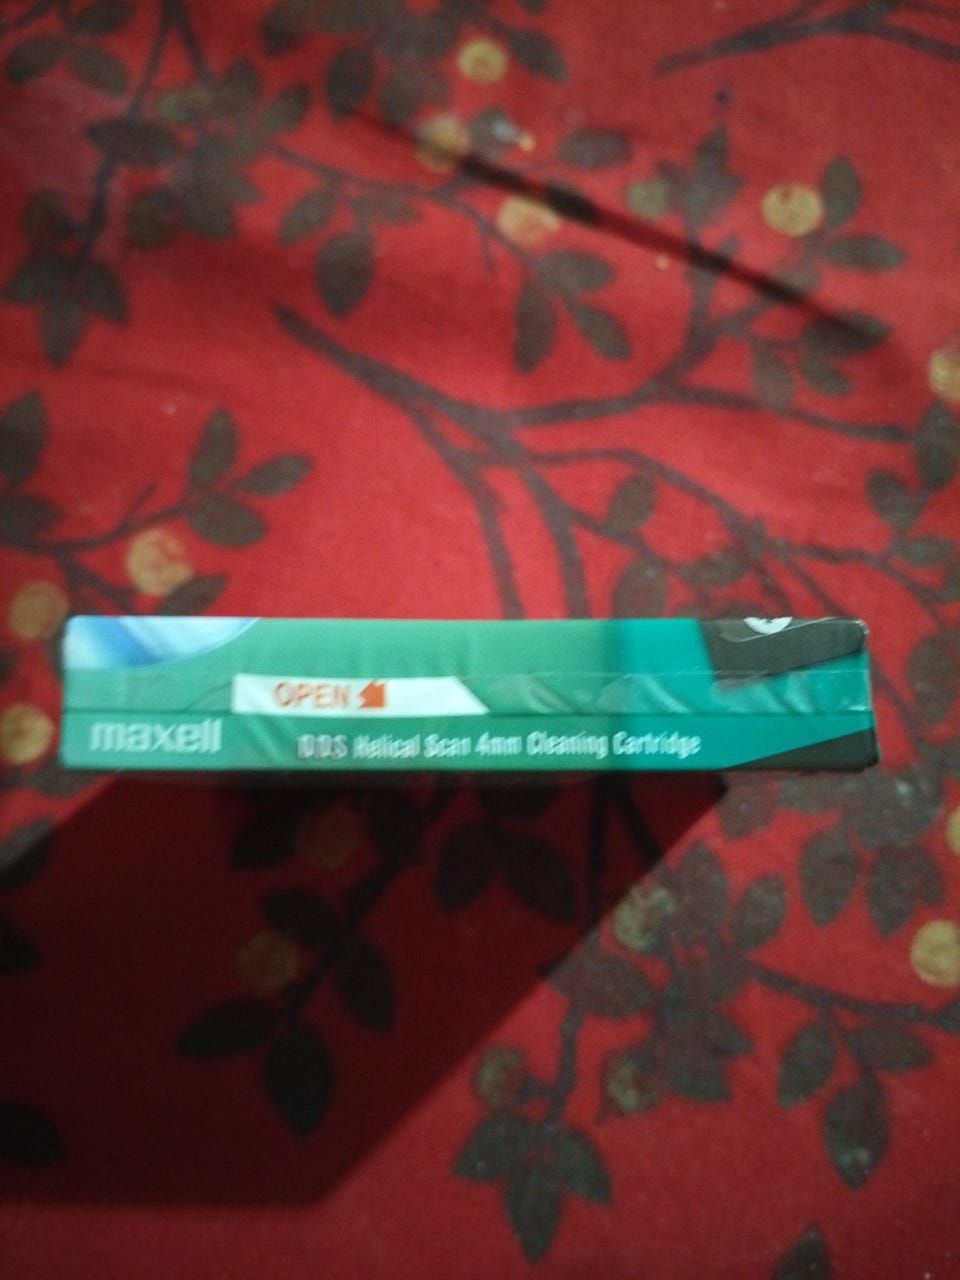 OPEN
maxell
DDS Helical Scan 4mm Cleaning Cartridge